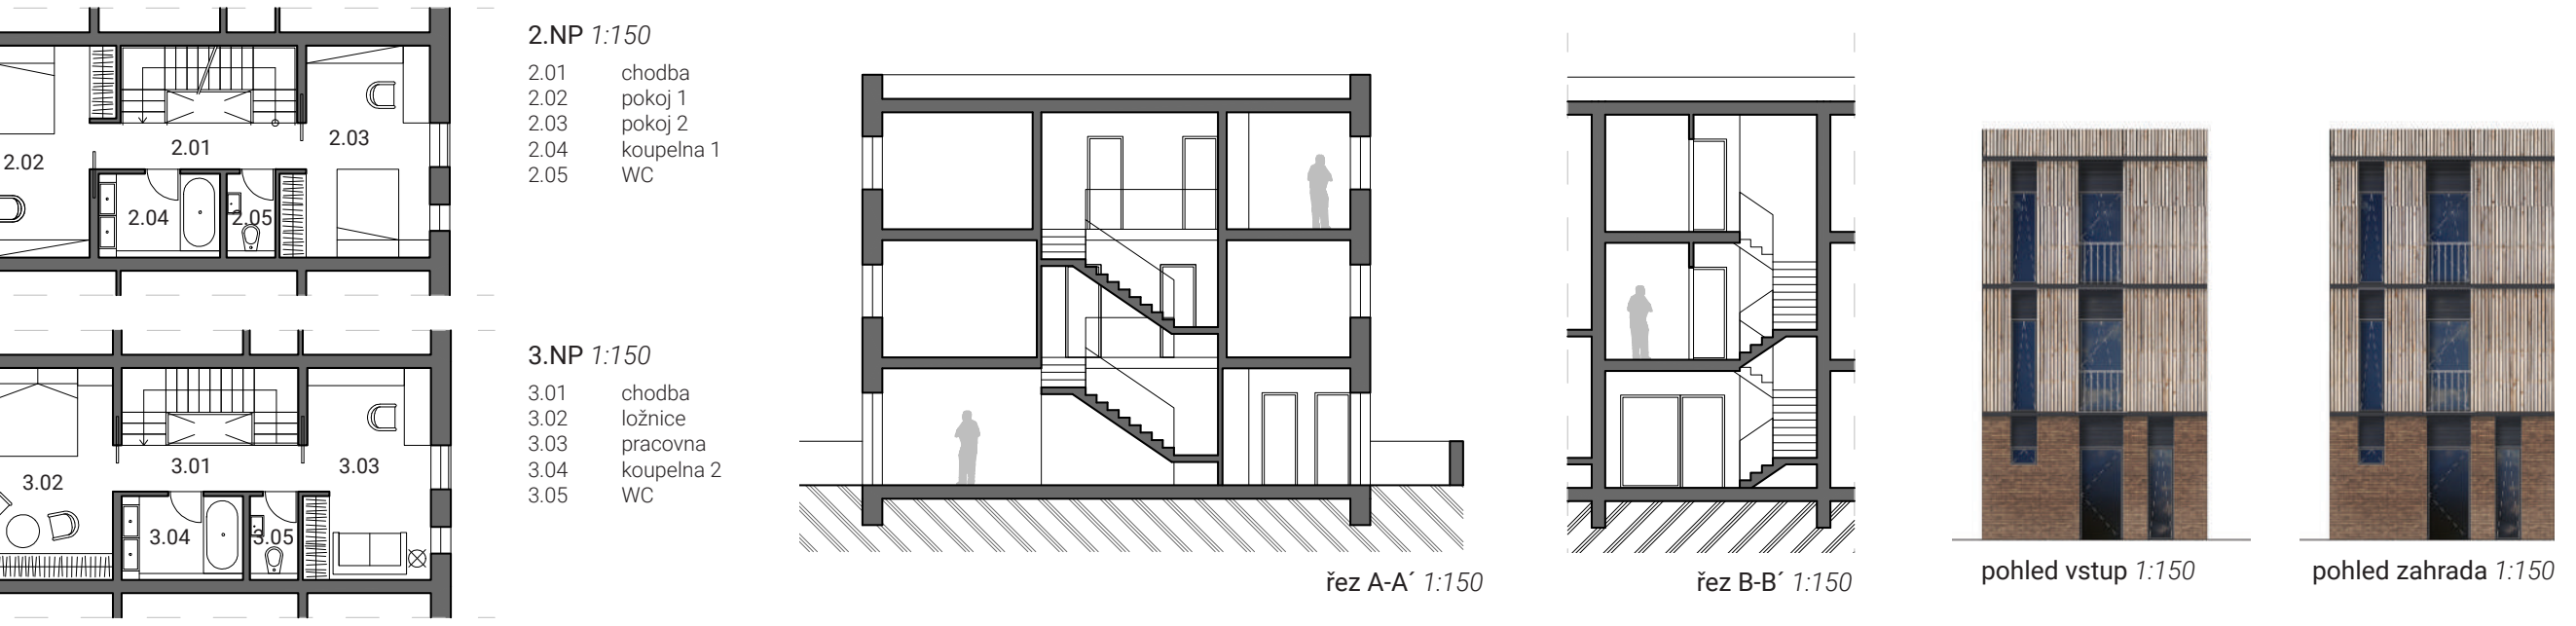 2.NP 1:150
2.01 chodba
2.02 pokoj 1
2.03 pokoj 2
2.04 koupelna 1
2.05 WC
2.01
2.02
2.03
2.04
2.05
3.NP 1:150
3.01 chodba
3.02 ložnice
3.03 pracovna
3.04 koupelna 2
3.05 WC
3.01
3.02
3.03
3.04
3.05
řez A-A´ 1:150
řez B-B´ 1:150
pohled vstup 1:150
pohled zahrada 1:150